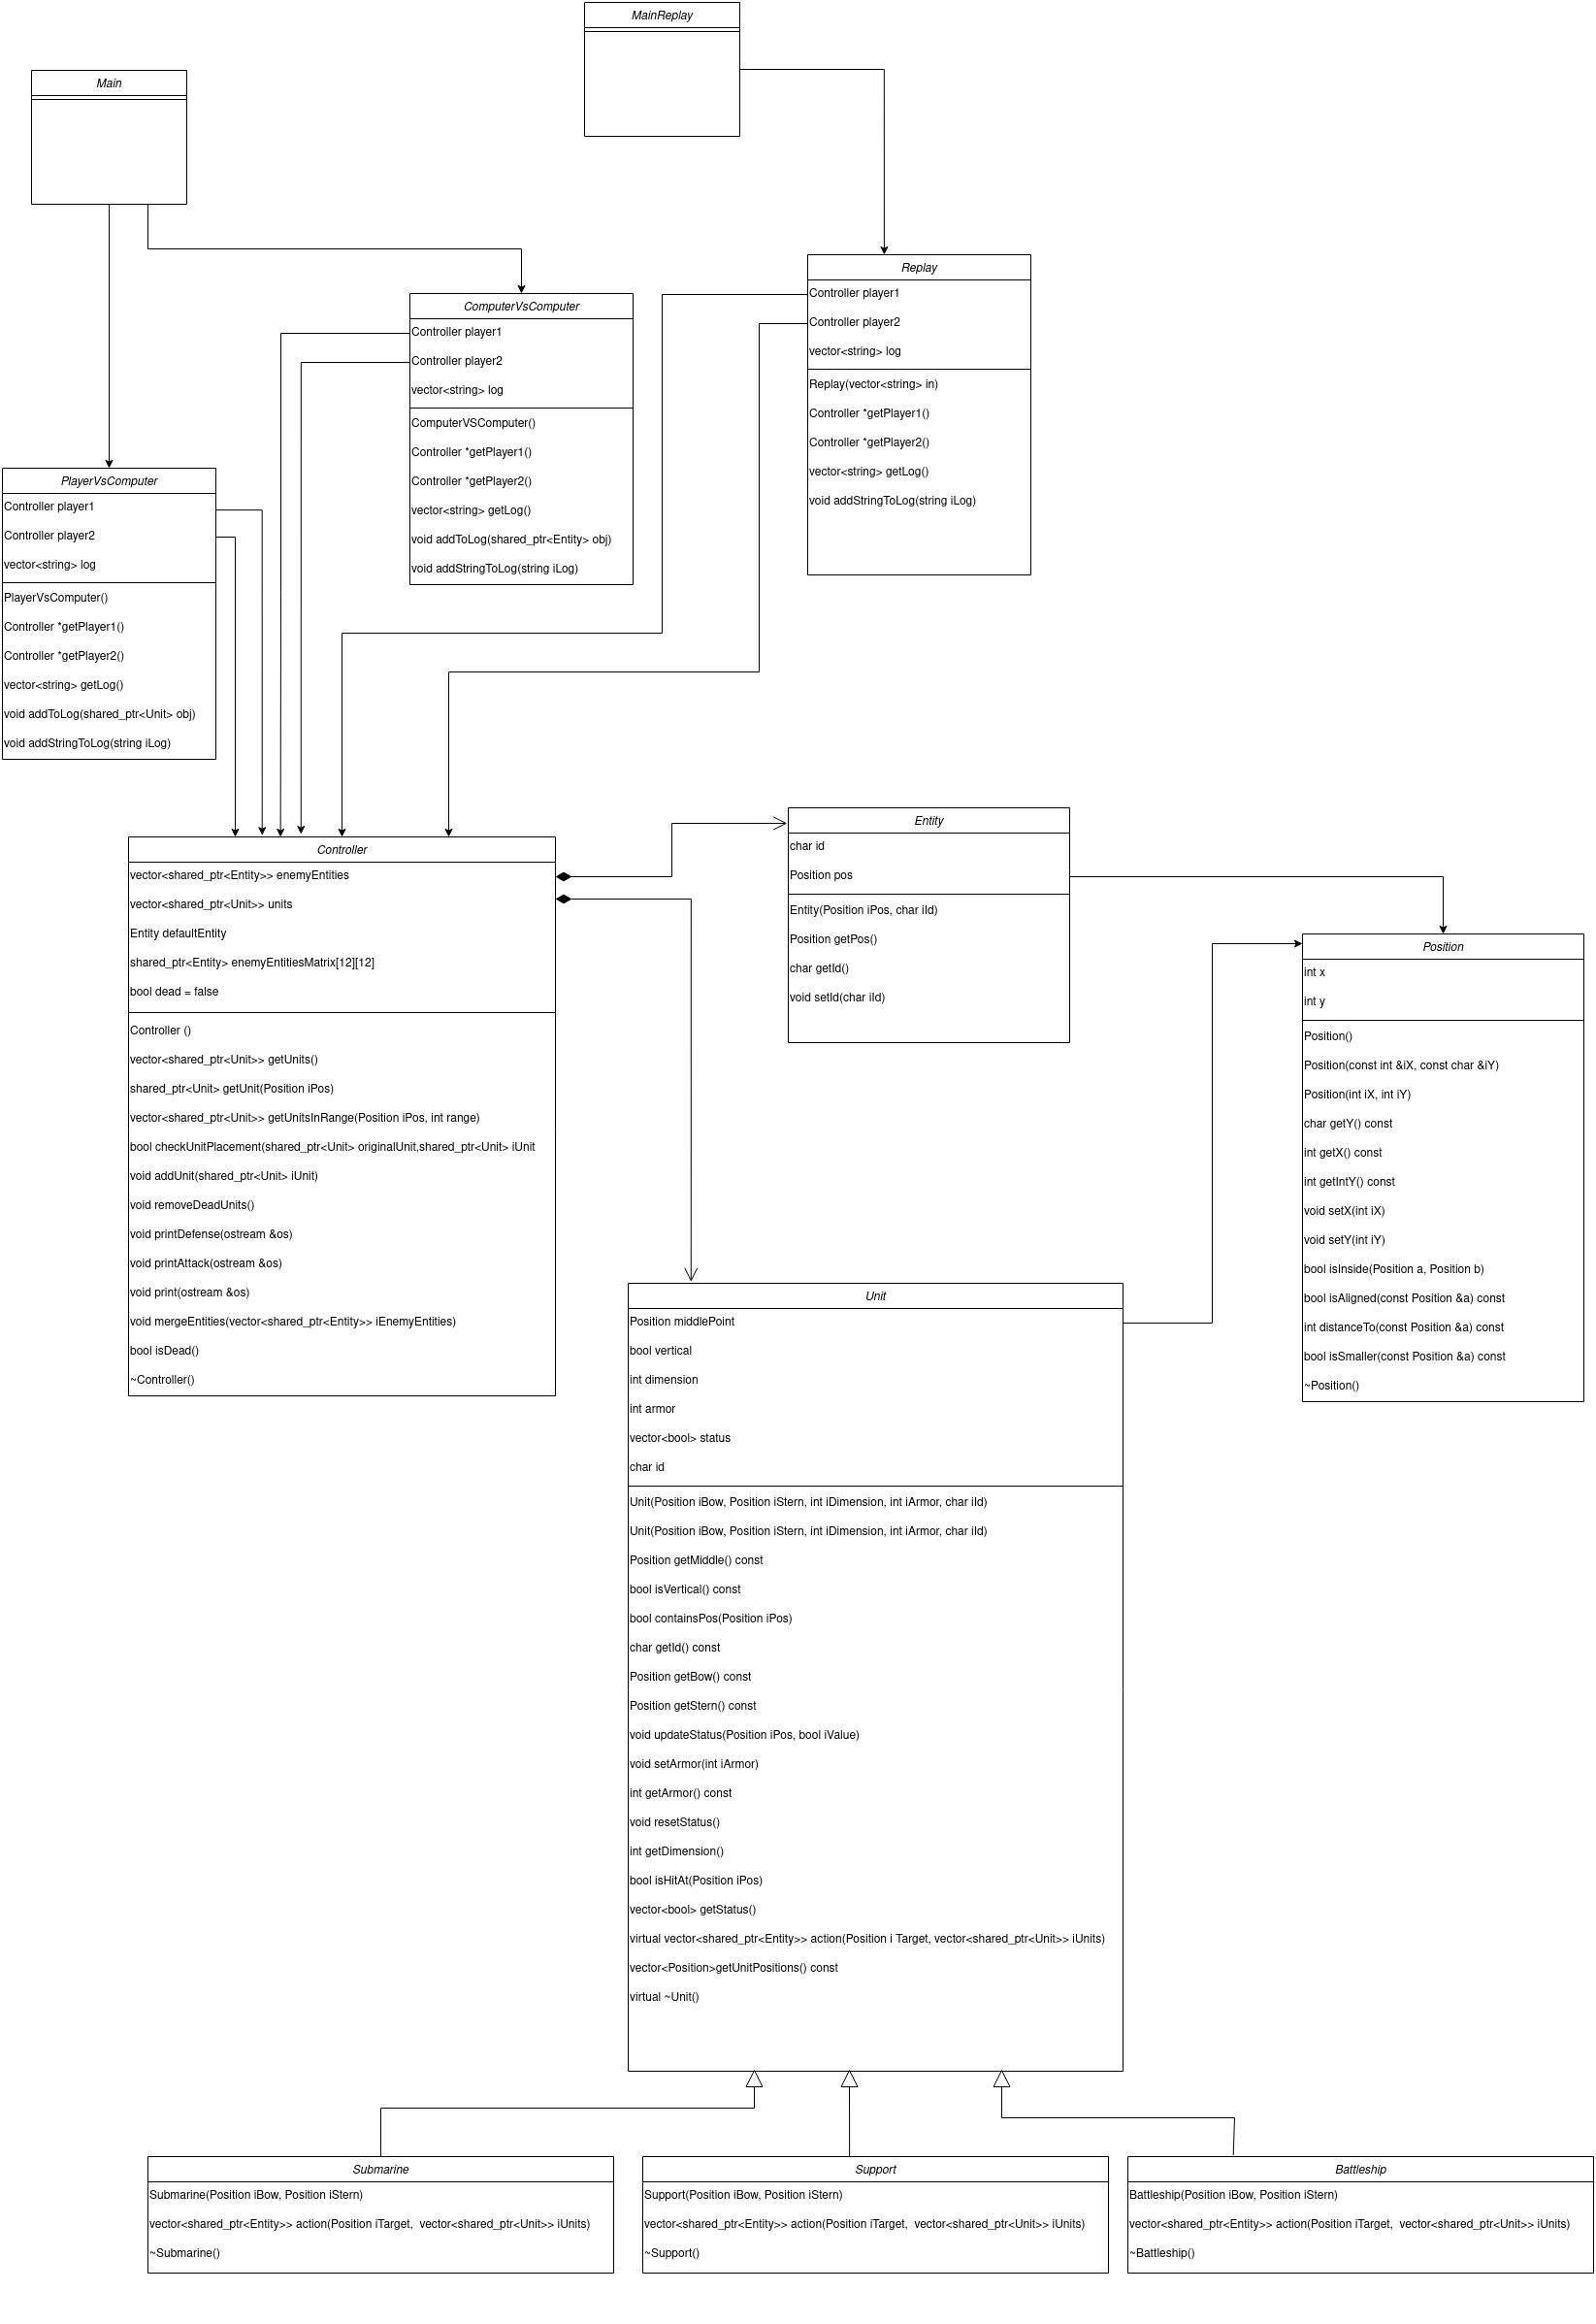 MainReplay
Main
Replay
Controller player1
Controller player2
vector<string> log
Replay(vector<string> in)
Controller *getPlayer1()
Controller *getPlayer2()
vector<string> getLog()
void addStringToLog(string iLog)
ComputerVsComputer
Controller player1
Controller player2
vector<string> log
ComputerVSComputer()
Controller *getPlayer1()
Controller *getPlayer2()
vector<string> getLog()
void addToLog(shared_ptr<Entity> obj)
void addStringToLog(string iLog)
PlayerVsComputer
Controller player1
Controller player2
vector<string> log
PlayerVsComputer()
Controller *getPlayer1()
Controller *getPlayer2()
vector<string> getLog()
void addToLog(shared_ptr<Unit> obj)
void addStringToLog(string iLog)
Controller
vector<shared_ptr<Entity>> enemyEntities
vector<shared_ptr<Unit>> units
Entity defaultEntity
shared_ptr<Entity> enemyEntitiesMatrix[12][12]
bool dead = false
Controller ()
vector<shared_ptr<Unit>> getUnits()
shared_ptr<Unit> getUnit(Position iPos)
vector<shared_ptr<Unit>> getUnitsInRange(Position iPos, int range)
bool checkUnitPlacement(shared_ptr<Unit> originalUnit,shared_ptr<Unit> iUnit
void addUnit(shared_ptr<Unit> iUnit)
void removeDeadUnits()
void printDefense(ostream &os)
void printAttack(ostream &os)
void print(ostream &os)
void mergeEntities(vector<shared_ptr<Entity>> iEnemyEntities)
bool isDead()
~Controller()
Entity
char id
Position pos
Entity(Position iPos, char iId)
Position getPos()
char getId()
void setId(char iId)
Position
int x
int y
Position()
Position(const int &iX, const char &iY)
Position(int iX, int iY)
char getY() const
int getX() const
int getIntY() const
void setX(int iX)
void setY(int iY)
bool isInside(Position a, Position b)
bool isAligned(const Position &a) const
int distanceTo(const Position &a) const
bool isSmaller(const Position &a) const
~Position()
Unit
Position middlePoint
bool vertical
int dimension
int armor
vector<bool> status
char id
Unit(Position iBow, Position iStern, int iDimension, int iArmor, char iId)
Unit(Position iBow, Position iStern, int iDimension, int iArmor, char iId)
Position getMiddle() const
bool isVertical() const
bool containsPos(Position iPos)
char getId() const
Position getBow() const
Position getStern() const
void updateStatus(Position iPos, bool iValue)
void setArmor(int iArmor)
int getArmor() const
void resetStatus()
int getDimension()
bool isHitAt(Position iPos)
vector<bool> getStatus()
virtual vector<shared_ptr<Entity>> action(Position i Target, vector<shared_ptr<Unit>> iUnits)
vector<Position>getUnitPositions() const
virtual ~Unit()
Submarine
Submarine(Position iBow, Position iStern)
vector<shared_ptr<Entity>> action(Position iTarget,  vector<shared_ptr<Unit>> iUnits)
~Submarine()
Support
Support(Position iBow, Position iStern)
vector<shared_ptr<Entity>> action(Position iTarget,  vector<shared_ptr<Unit>> iUnits)
~Support()
Battleship
Battleship(Position iBow, Position iStern)
vector<shared_ptr<Entity>> action(Position iTarget,  vector<shared_ptr<Unit>> iUnits)
~Battleship()